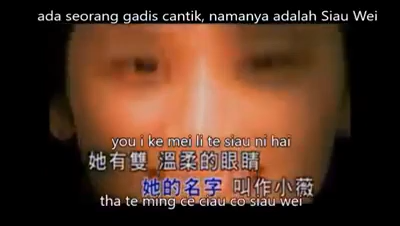 ada seorang gadis cantik, namanya adalah Siau Wei
you i ke mei li te siau ni hai
她有雙 溫柔的眼睛
她的名字 叫作小薇
tha te ming ce ciau co siau wei